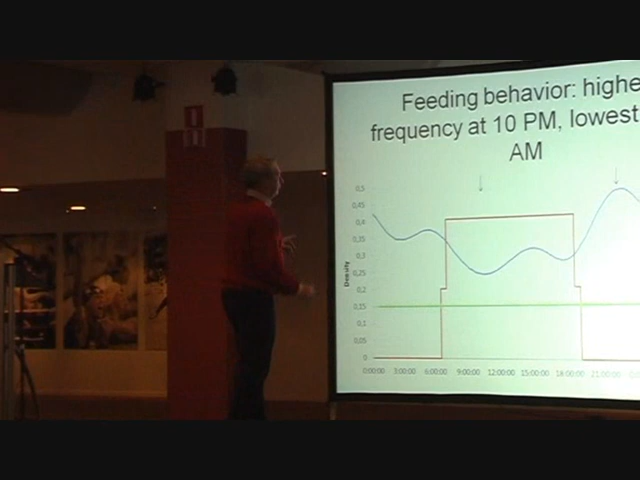 Feeding behavior: highe
frequency at 10 PM, lowest
AM
0,5
0,45
0,4
0,35
0,3
0,25
0,2
0,15
0,1
0,05
0
Density
0:00:00 3:00:00 6:00:00 9:00:00 12:00:00 15:00:00 18:00:00 21:00:00